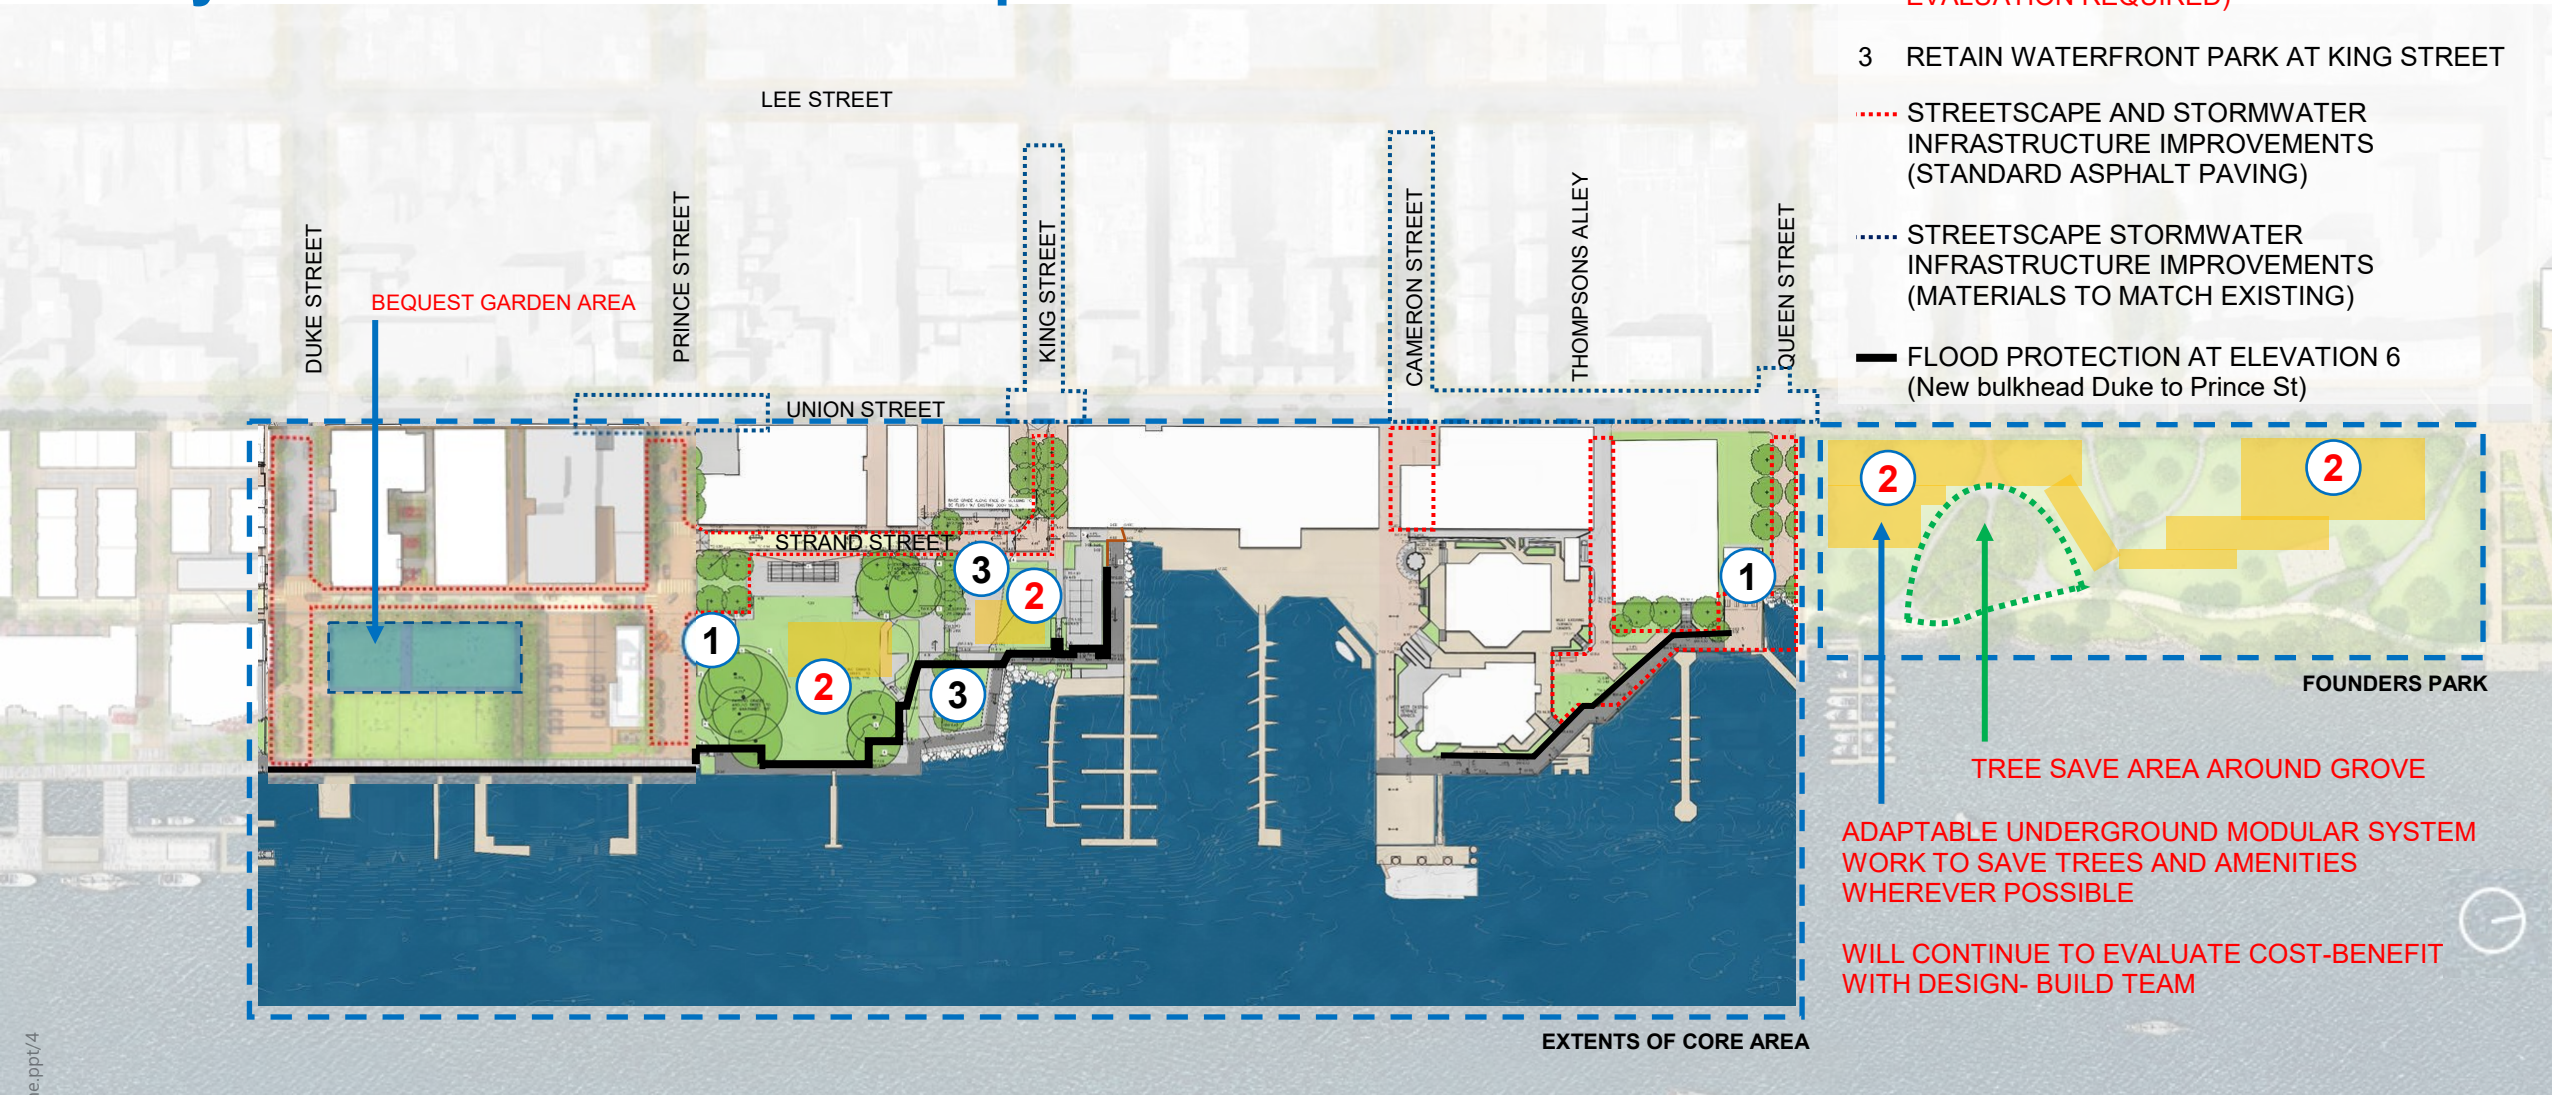 EVALUATION REQUIRED)
3 RETAIN WATERFRONT PARK AT KING STREET
STREETSCAPE AND STORMWATER
INFRASTRUCTURE IMPROVEMENTS
(STANDARD ASPHALT PAVING)
STREETSCAPE STORMWATER
INFRASTRUCTURE IMPROVEMENTS
(MATERIALS TO MATCH EXISTING)
FLOOD PROTECTION AT ELEVATION 6
(New bulkhead Duke to Prince St)
LEE STREET
DUKE STREET
BEQUEST GARDEN AREA
PRINCE STREET
KING STREET
CAMERON STREET
THOMPSONS ALLEY
QUEEN STREET
UNION STREET
STRAND STREET
3
2
1
2
3
1
2
2
FOUNDERS PARK
TREE SAVE AREA AROUND GROVE
ADAPTABLE UNDERGROUND MODULAR SYSTEM
WORK TO SAVE TREES AND AMENITIES
WHEREVER POSSIBLE
WILL CONTINUE TO EVALUATE COST-BENEFIT
WITH DESIGN- BUILD TEAM
EXTENTS OF CORE AREA
ne.ppt/4